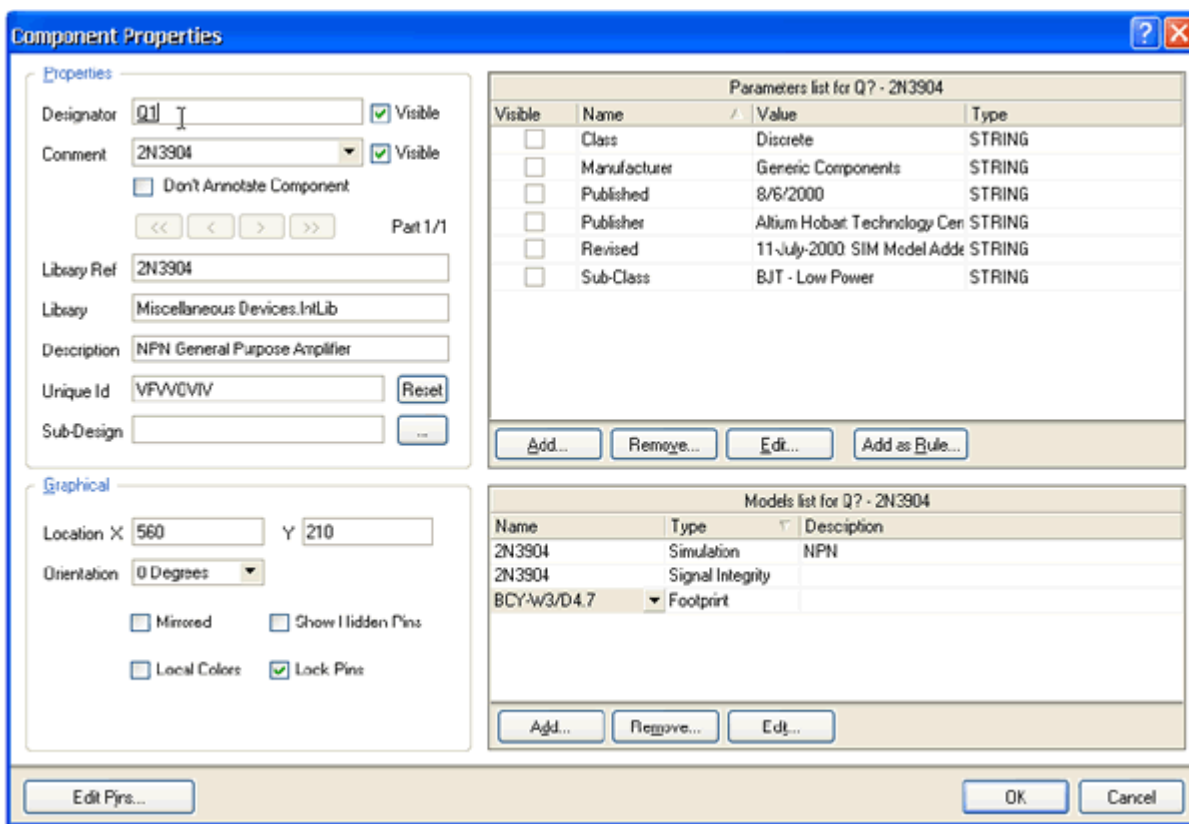 Component Properties
Properties
Designator Q1 Visible
Comment 2N3904 Visible
Don't Annotate Component
<< < > >> Part 1/1
Library Ref 2N3904
Library Miscellaneous Devices.IntLib
Description NPN General Purpose Amplifier
Unique Id Reset
Sub-Design ...
Parameters list for Q? - 2N3904
Visible Name Value Type
Class Discrete STRING
Manufacturer Generic Components STRING
Published 8/6/2000 STRING
Publisher Altium Hobart Technology Cen STRING
Revised 11-July-2000: SIM Model Adde STRING
Sub-Class BJT - Low Power STRING
Add... Remove... Edit... Add as Rule...
Graphical
Location X 560 Y 210
Orientation 0 Degrees
Mirrored Show Hidden Pins
Local Colors Lock Pins
Models list for Q? - 2N3904
Name Type Desciption
2N3904 Simulation NPN
2N3904 Signal Integrity
BCY-W3/D4.7 Footprint
Add... Remove... Edit...
Edit Pins... OK Cancel